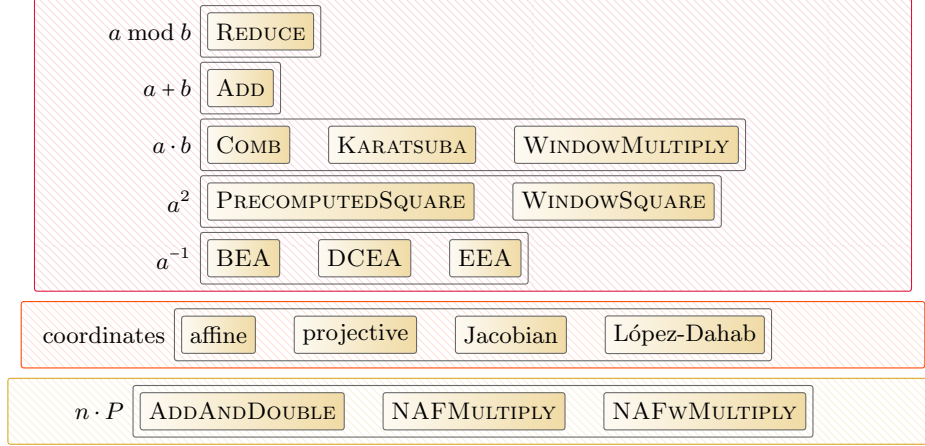 a mod b REDUCE
a + b ADD
a · b COMB KARATSUBA WINDOWMULTIPLY
a² PRECOMPUTEDSQUARE WINDOWSQUARE
a⁻¹ BEA DCEA EEA
coordinates affine projective Jacobian López-Dahab
n · P ADDANDDOUBLE NAFMULTIPLY NAFWMULTIPLY